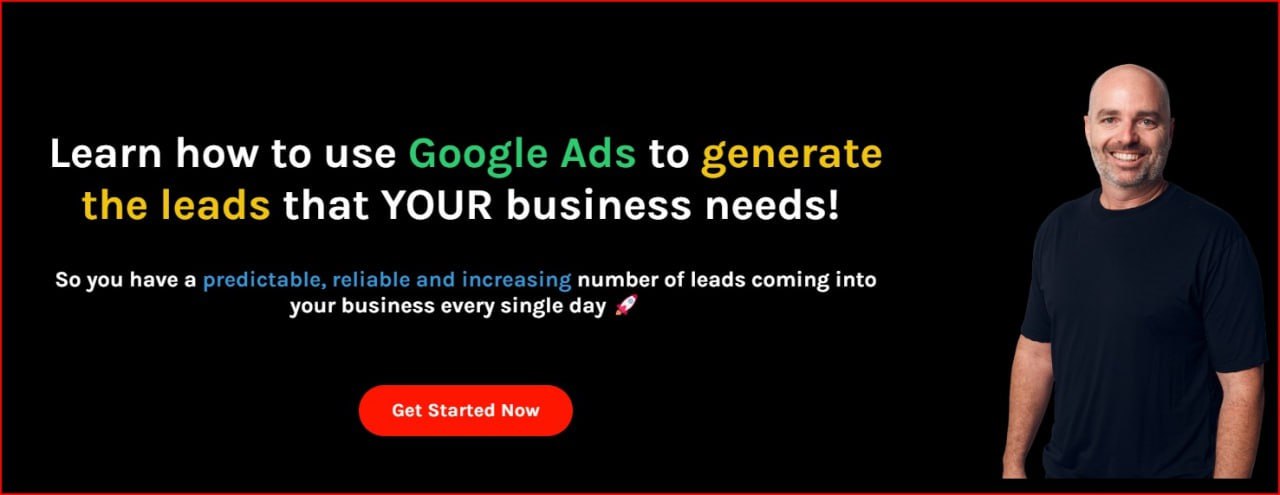 Learn how to use Google Ads to generate
the leads that YOUR business needs!
So you have a predictable, reliable and increasing number of leads coming into
your business every single day 🚀
Get Started Now